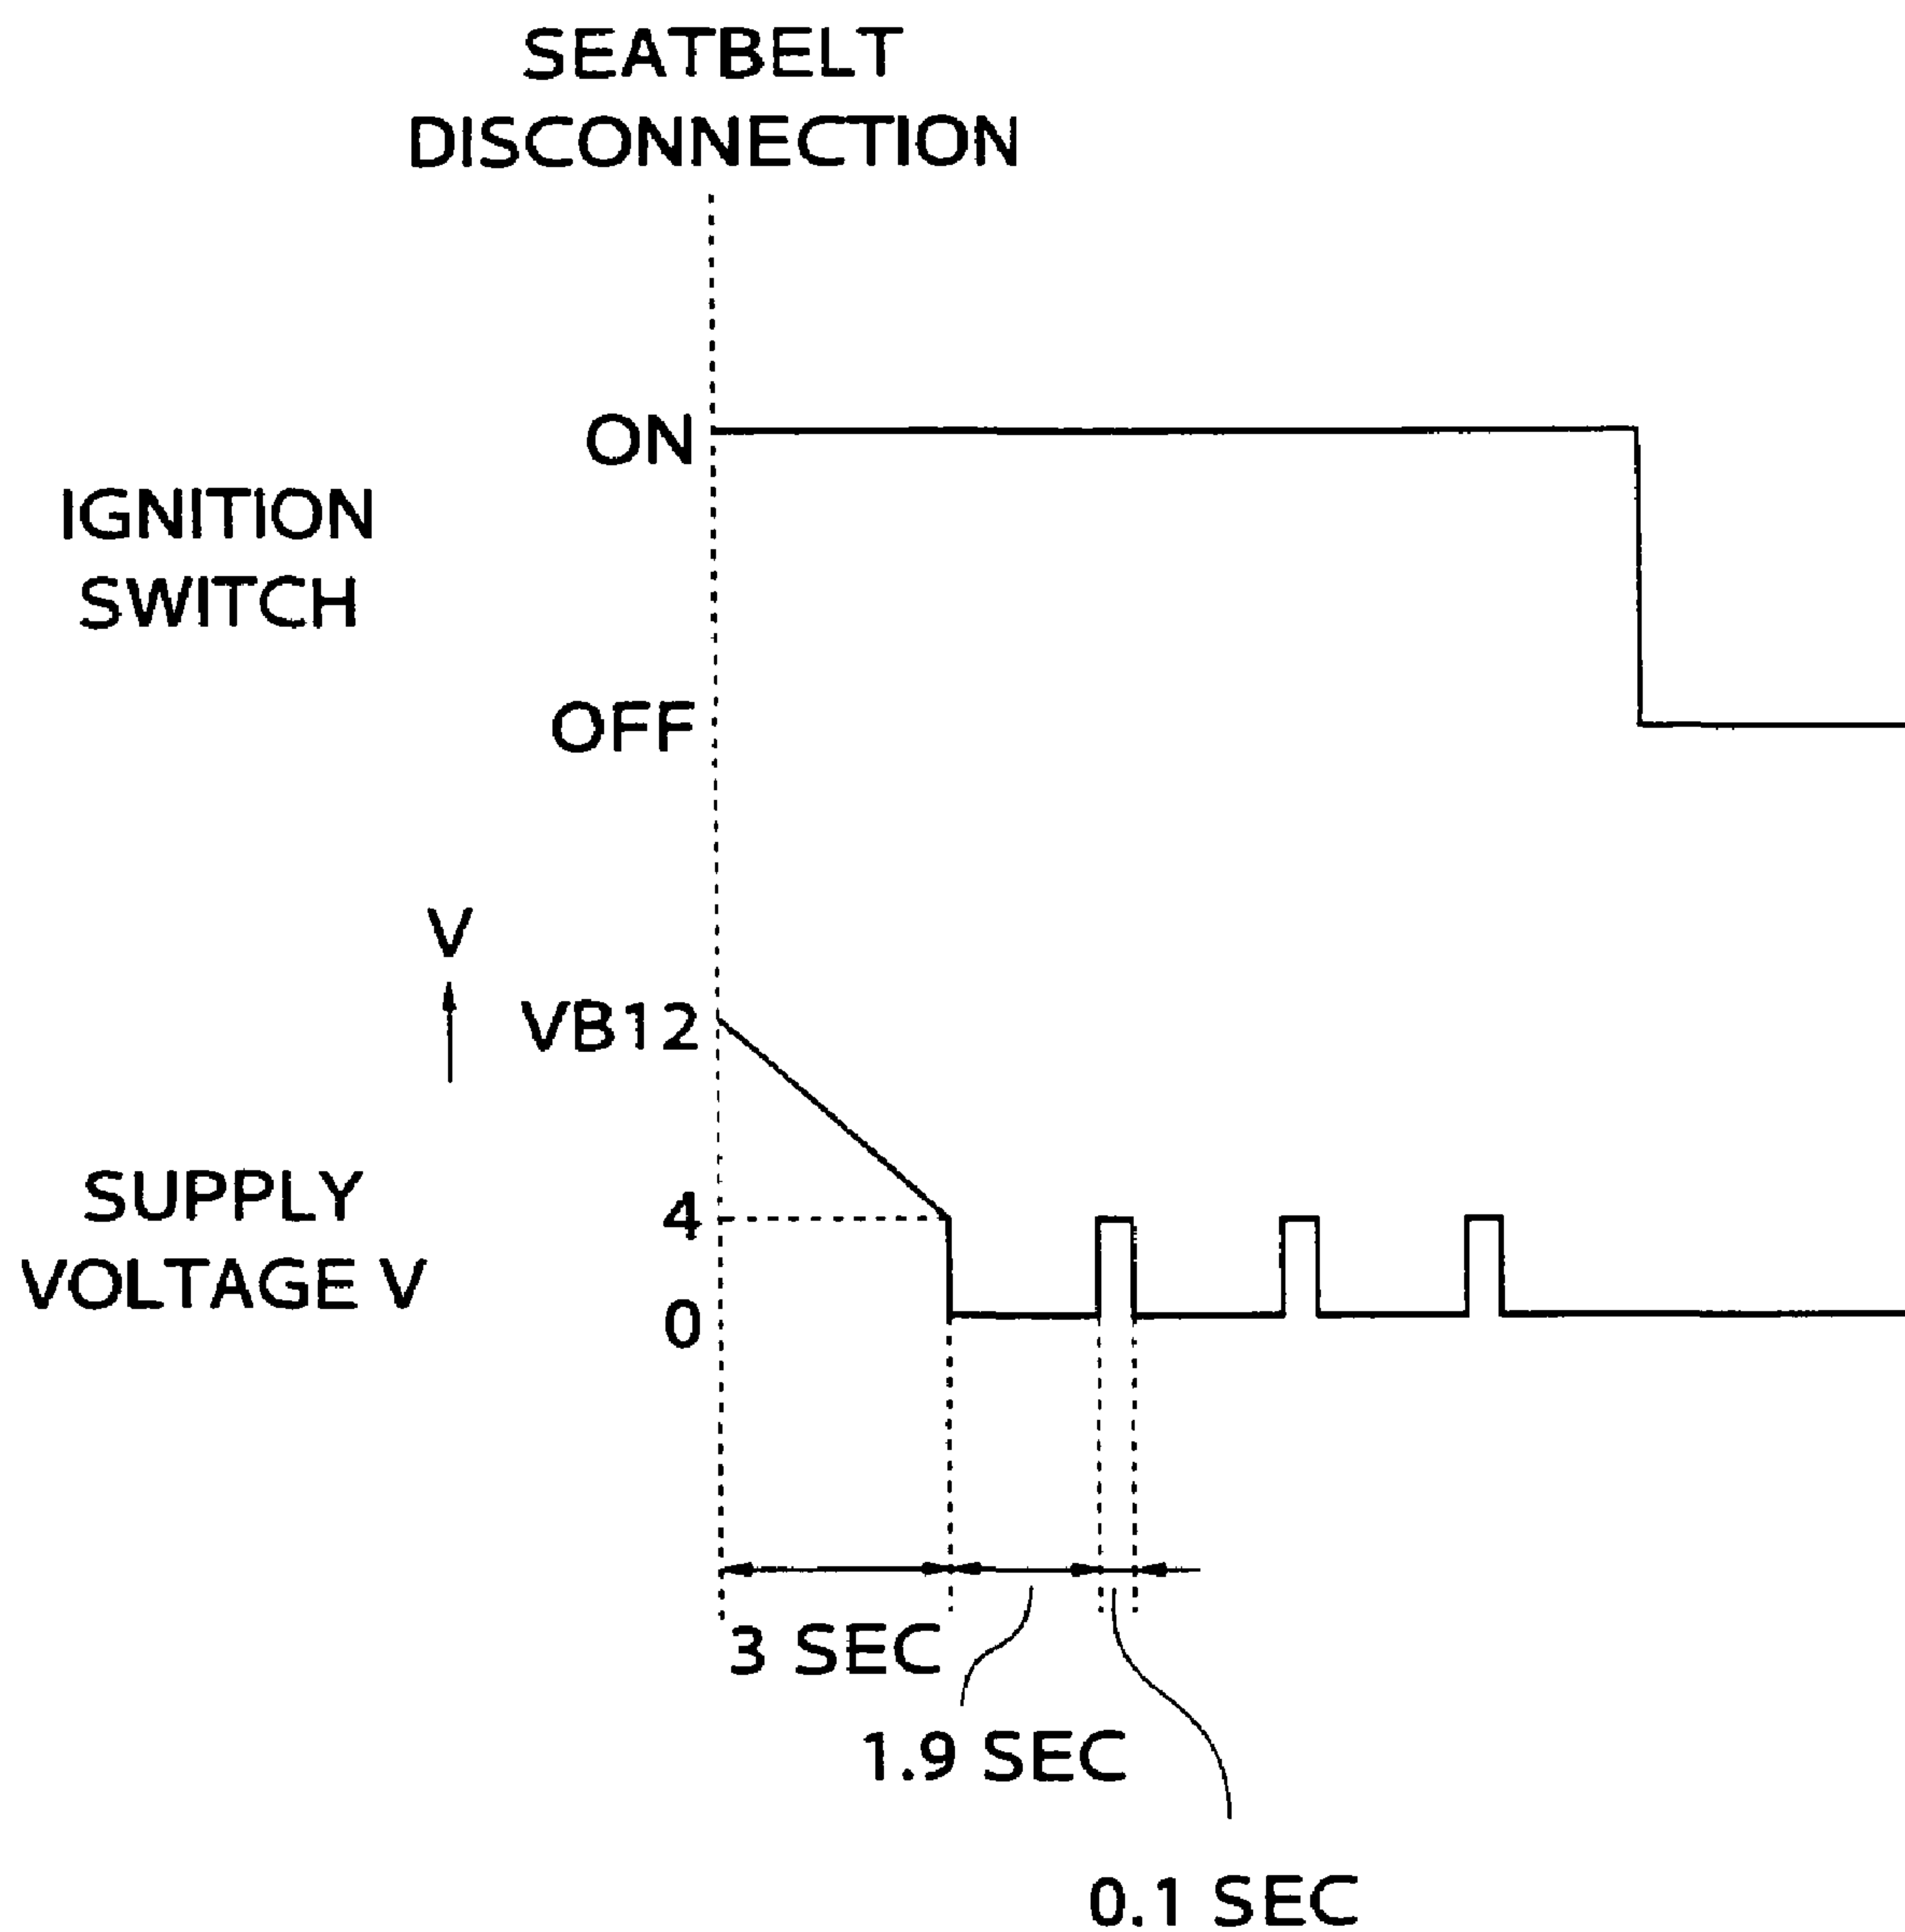 SEATBELT
DISCONNECTION
ON
IGNITION
SWITCH
OFF
V
VB12
SUPPLY
VOLTAGE V
4
0
3 SEC
1.9 SEC
0.1 SEC